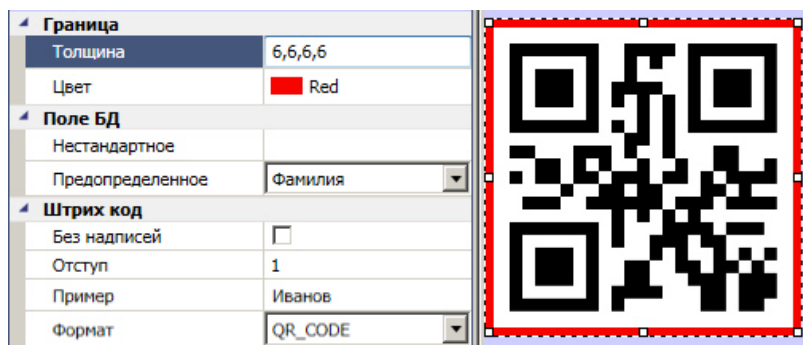 Граница
Толщина 6,6,6,6
Цвет Red
Поле БД
Нестандартное
Предопределенное Фамилия
Штрих код
Без надписей
Отступ 1
Пример Иванов
Формат QR_CODE